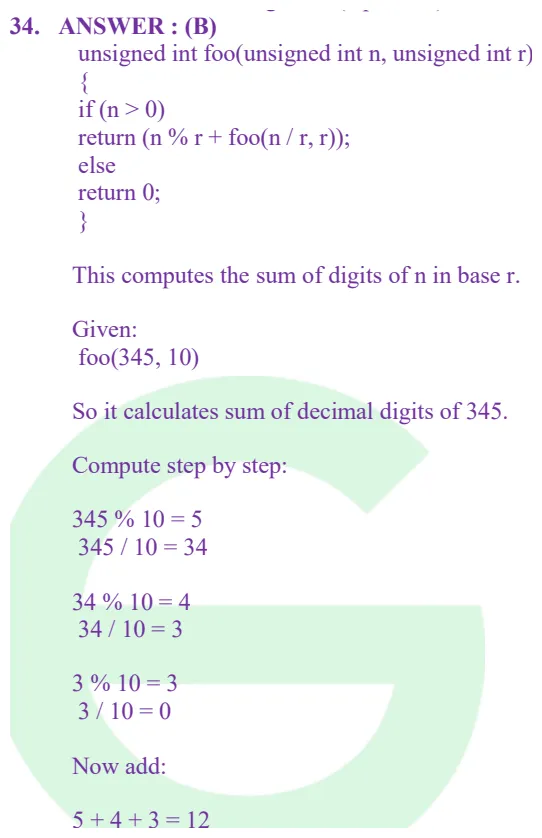 34. ANSWER : (B)
unsigned int foo(unsigned int n, unsigned int r)
{
if (n > 0)
return (n % r + foo(n / r, r));
else
return 0;
}
This computes the sum of digits of n in base r.
Given:
foo(345, 10)
So it calculates sum of decimal digits of 345.
Compute step by step:
345 % 10 = 5
345 / 10 = 34
34 % 10 = 4
34 / 10 = 3
3 % 10 = 3
3 / 10 = 0
Now add:
5 + 4 + 3 = 12